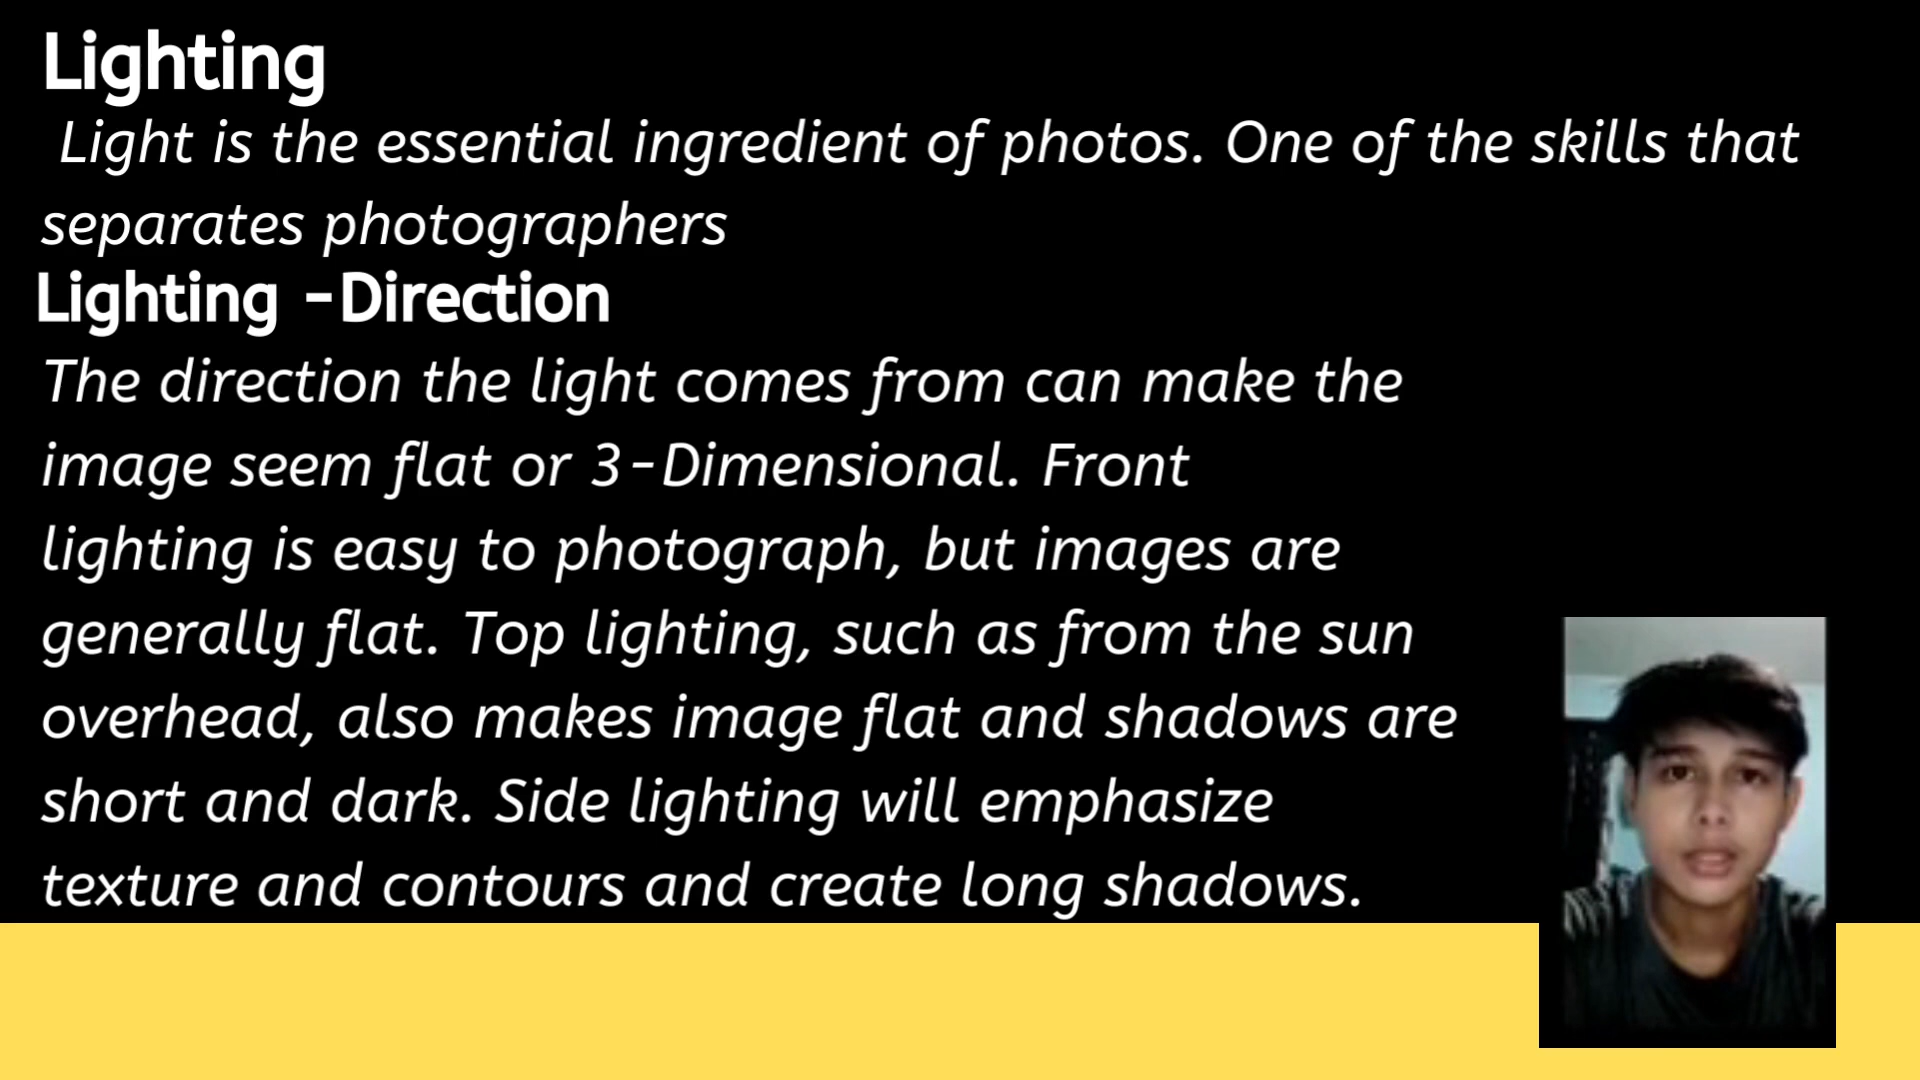 Lighting
Light is the essential ingredient of photos. One of the skills that
separates photographers
Lighting -Direction
The direction the light comes from can make the
image seem flat or 3-Dimensional. Front
lighting is easy to photograph, but images are
generally flat. Top lighting, such as from the sun
overhead, also makes image flat and shadows are
short and dark. Side lighting will emphasize
texture and contours and create long shadows.